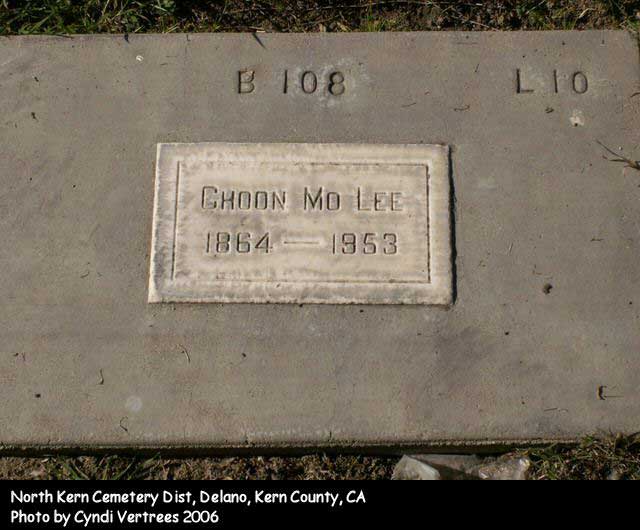 B 108 L 10
CHOON MO LEE
1864 — 1953
North Kern Cemetery Dist, Delano, Kern County, CA
Photo by Cyndi Vertrees 2006